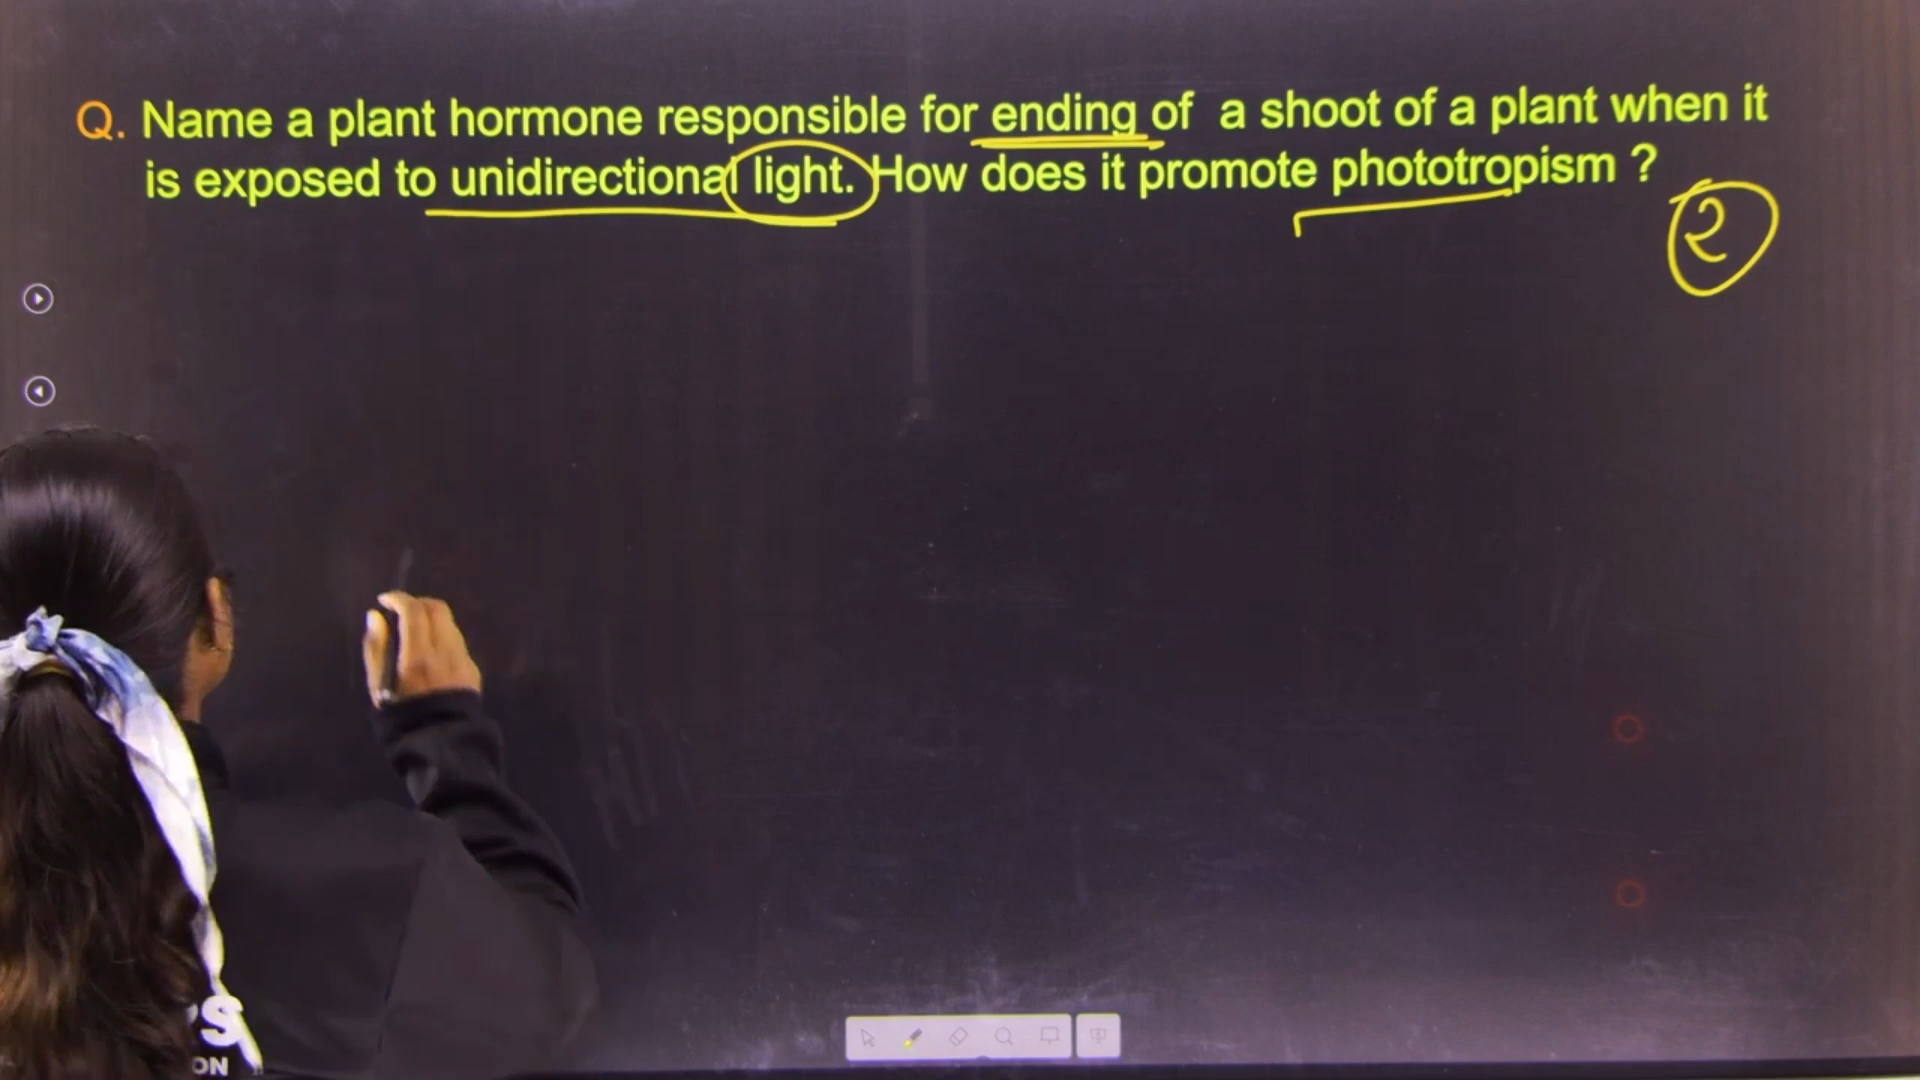 Q. Name a plant hormone responsible for ending of a shoot of a plant when it
is exposed to unidirectional light. How does it promote phototropism ?
2
S
ON